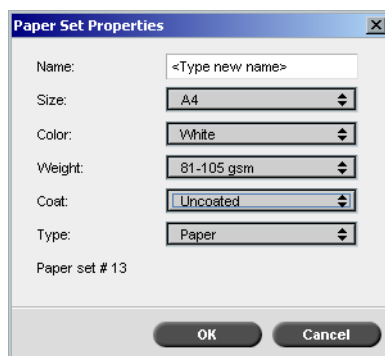 Paper Set Properties
Name: <Type new name>
Size: A4
Color: White
Weight: 81-105 gsm
Coat: Uncoated
Type: Paper
Paper set # 13
OK Cancel